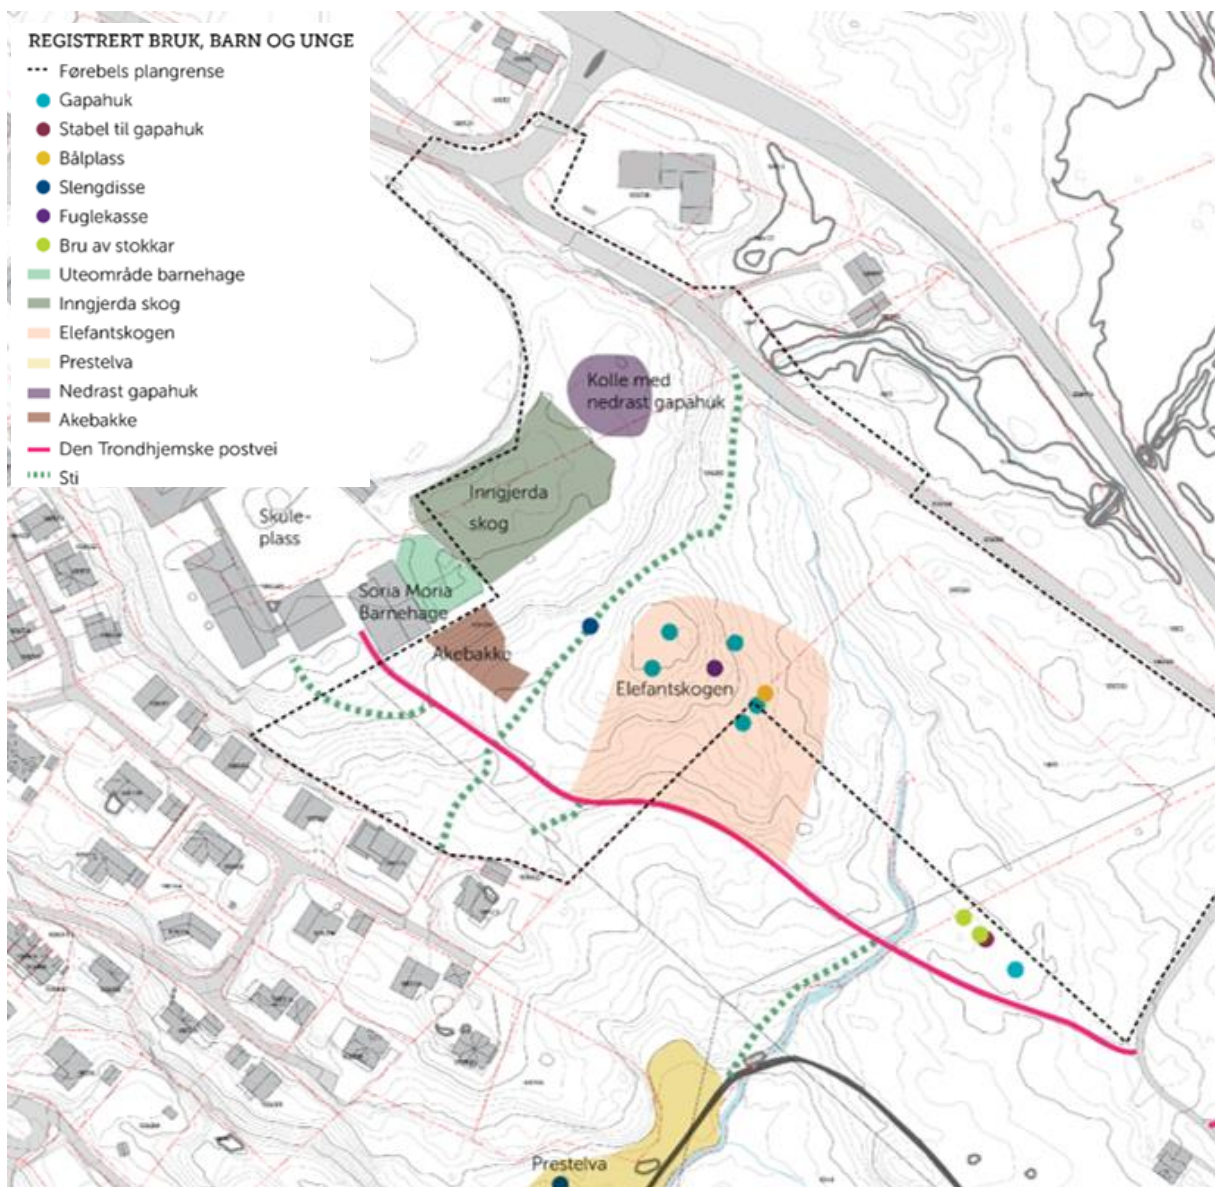 REGISTRERT BRUK, BARN OG UNGE
Førebels plangrense
Gapahuk
Stabel til gapahuk
Bålplass
Slengdisse
Fuglekasse
Bru av stokkar
Uteområde barnehage
Inngjerda skog
Elefantskogen
Prestelva
Nedrast gapahuk
Akebakke
Den Trondhjemske postvei
Sti
Kolle med
nedrast gapahuk
Inngjerda
skog
Skule-
plass
Soria Moria
Barnehage
Akebakke
Elefantskogen
Prestelva